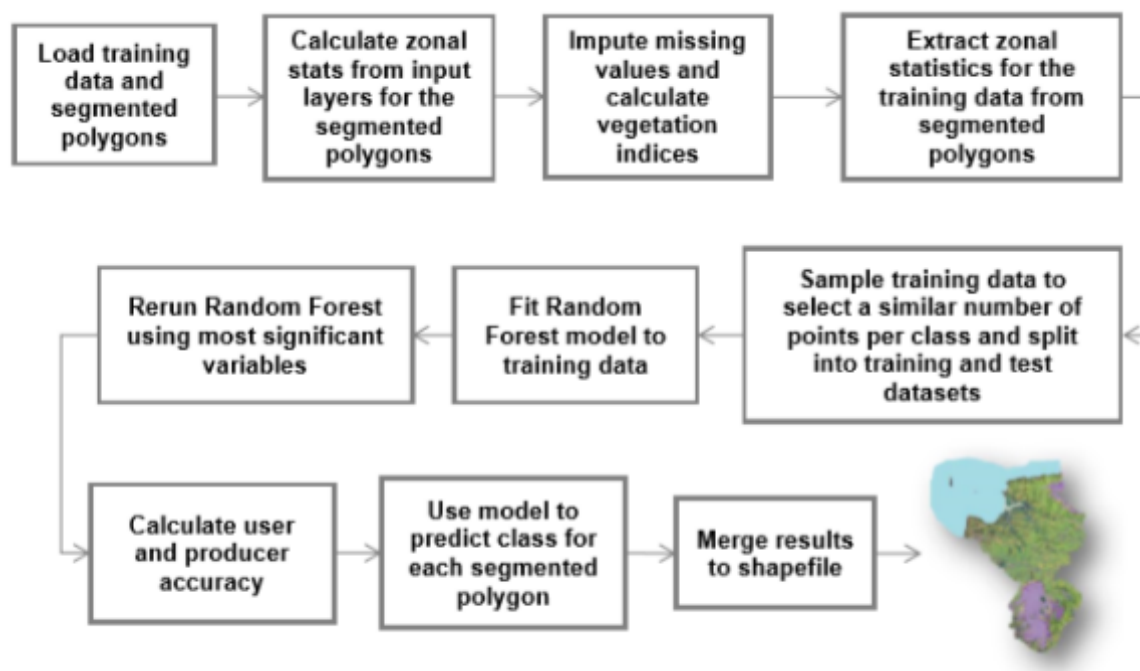 Load training
data and
segmented
polygons
Calculate zonal
stats from input
layers for the
segmented
polygons
Impute missing
values and
calculate
vegetation
indices
Extract zonal
statistics for the
training data from
segmented
polygons
Sample training data to
select a similar number of
points per class and split
into training and test
datasets
Fit Random
Forest model to
training data
Rerun Random Forest
using most significant
variables
Calculate user
and producer
accuracy
Use model to
predict class for
each segmented
polygon
Merge results
to shapefile